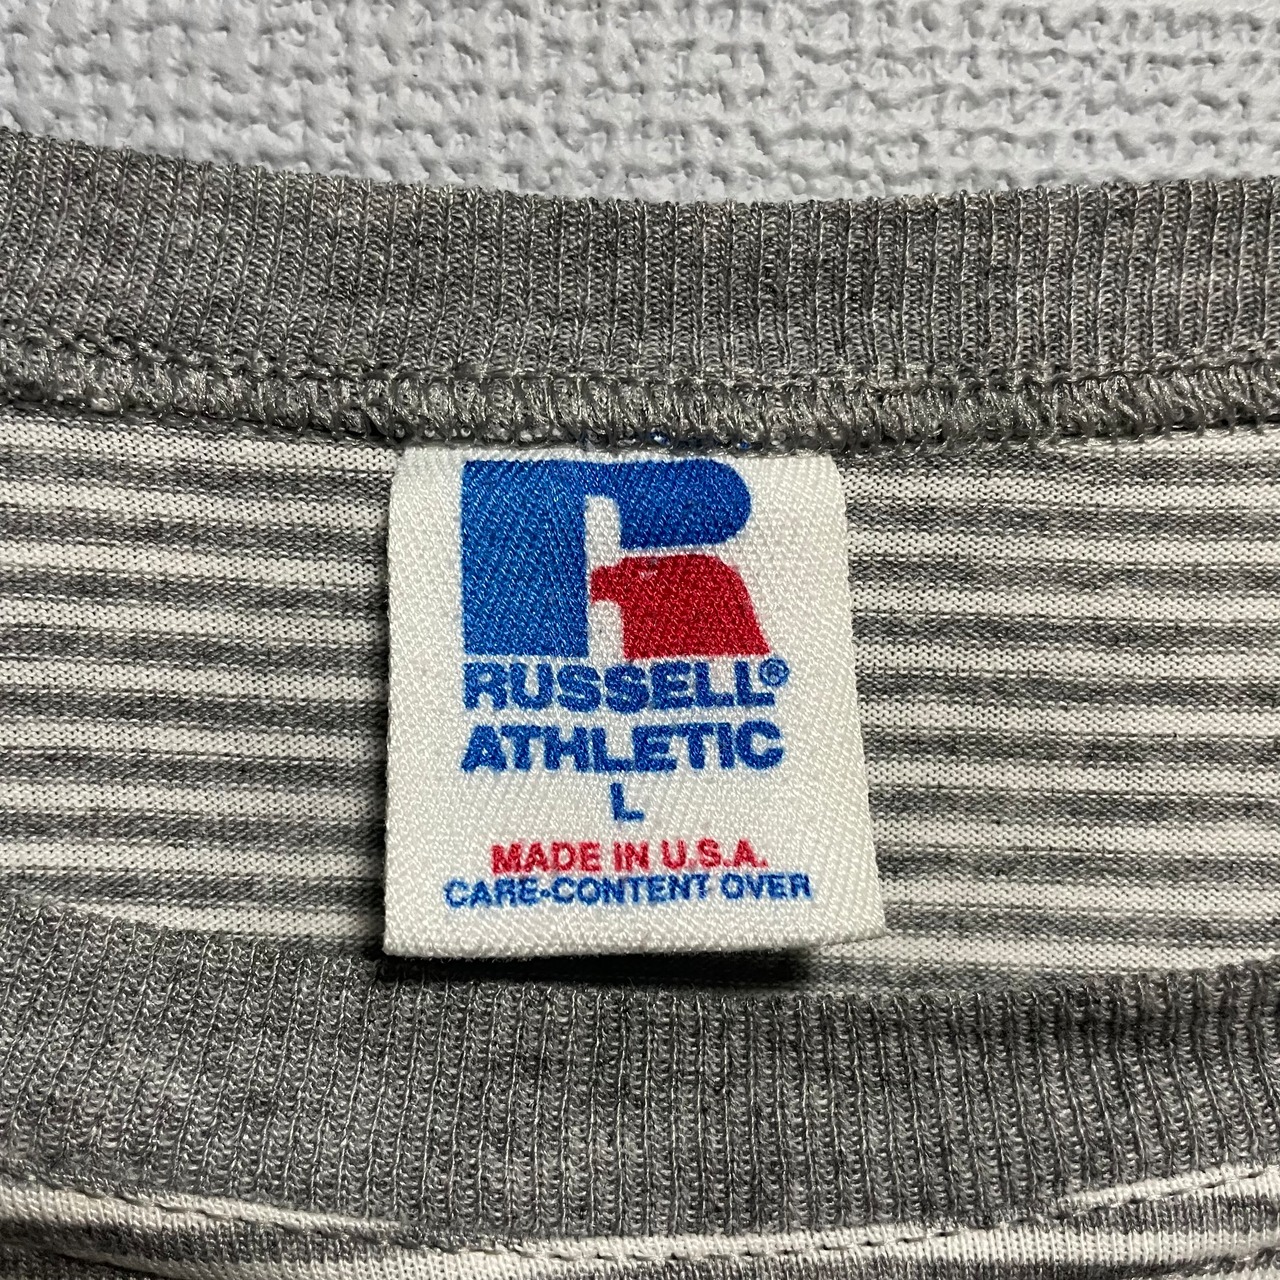 RUSSELL®
ATHLETIC
L
MADE IN U.S.A.
CARE-CONTENT OVER